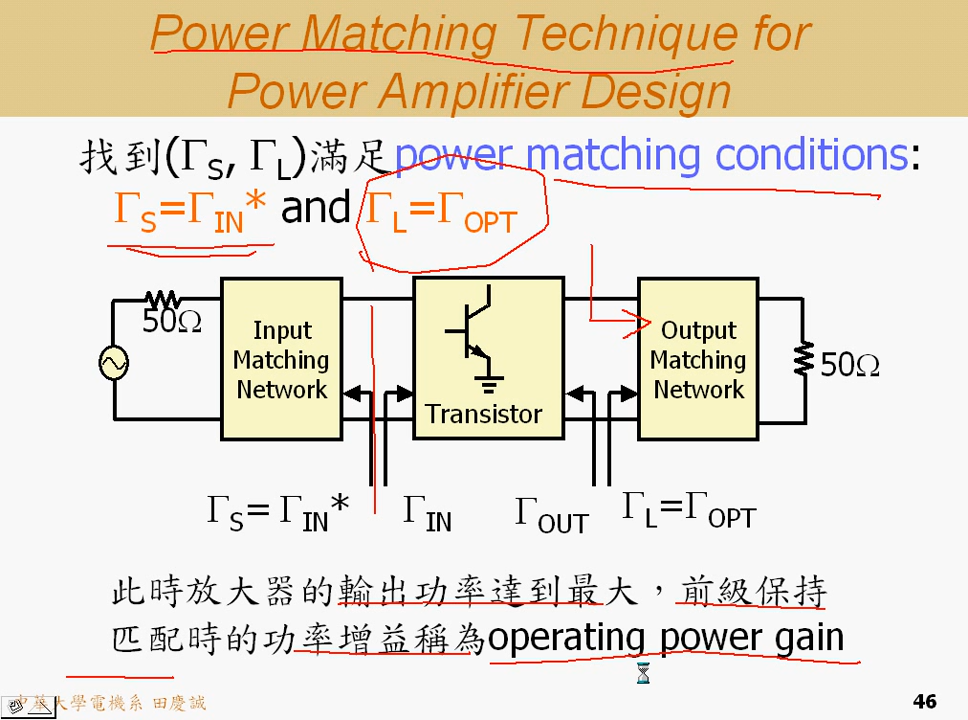 Power Matching Technique for
Power Amplifier Design
找到(ΓS, ΓL)滿足power matching conditions:
ΓS=ΓIN* and ΓL=ΓOPT
50Ω
Input
Matching
Network
Transistor
Output
Matching
Network
50Ω
ΓS= ΓIN*
ΓIN
ΓOUT
ΓL=ΓOPT
此時放大器的輸出功率達到最大，前級保持
匹配時的功率增益稱為operating power gain
中華大學電機系 田慶誠
46